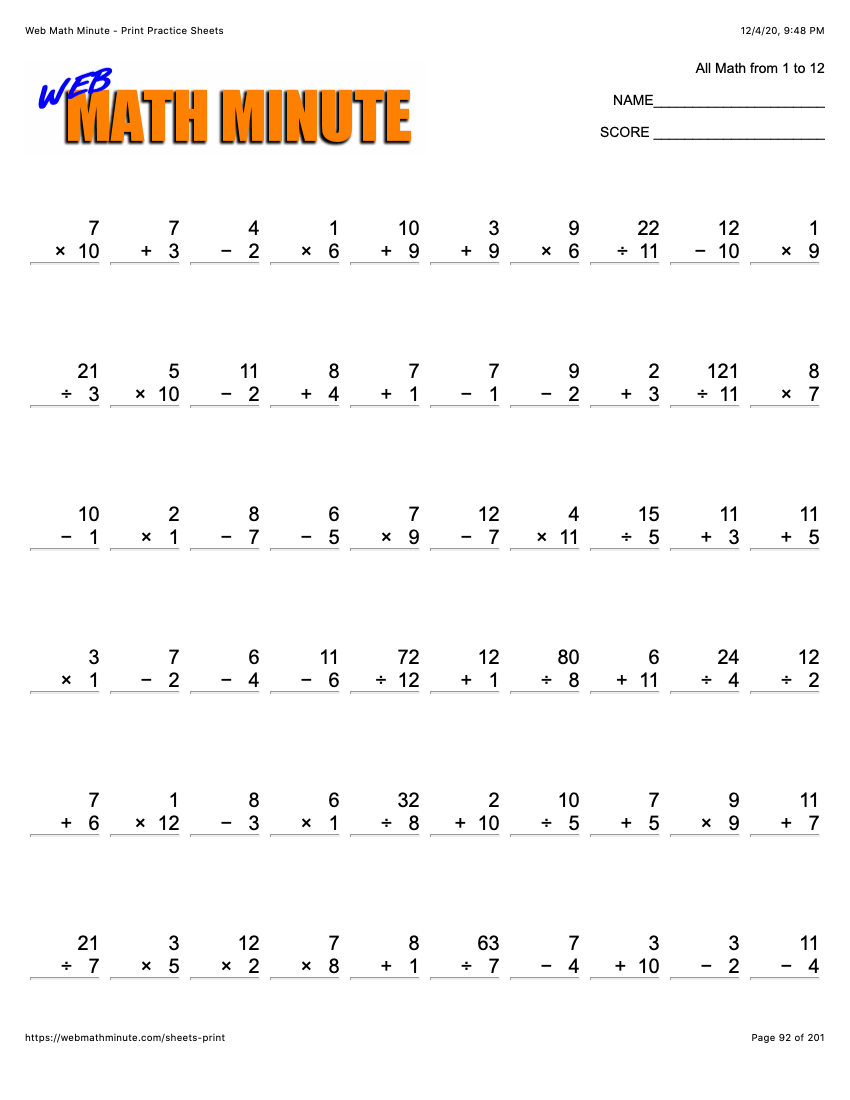 Web Math Minute - Print Practice Sheets 12/4/20, 9:48 PM
WEB
MATH MINUTE
All Math from 1 to 12
NAME______________________
SCORE ______________________
7 7 4 1 10 3 9 22 12 1
× 10 + 3 − 2 × 6 + 9 + 9 × 6 ÷ 11 − 10 × 9
21 5 11 8 7 7 9 2 121 8
÷ 3 × 10 − 2 + 4 + 1 − 1 − 2 + 3 ÷ 11 × 7
10 2 8 6 7 12 4 15 11 11
− 1 × 1 − 7 − 5 × 9 − 7 × 11 ÷ 5 + 3 + 5
3 7 6 11 72 12 80 6 24 12
× 1 − 2 − 4 − 6 ÷ 12 + 1 ÷ 8 + 11 ÷ 4 ÷ 2
7 1 8 6 32 2 10 7 9 11
+ 6 × 12 − 3 × 1 ÷ 8 + 10 ÷ 5 + 5 × 9 + 7
21 3 12 7 8 63 7 3 3 11
÷ 7 × 5 × 2 × 8 + 1 ÷ 7 − 4 + 10 − 2 − 4
https://webmathminute.com/sheets-print Page 92 of 201